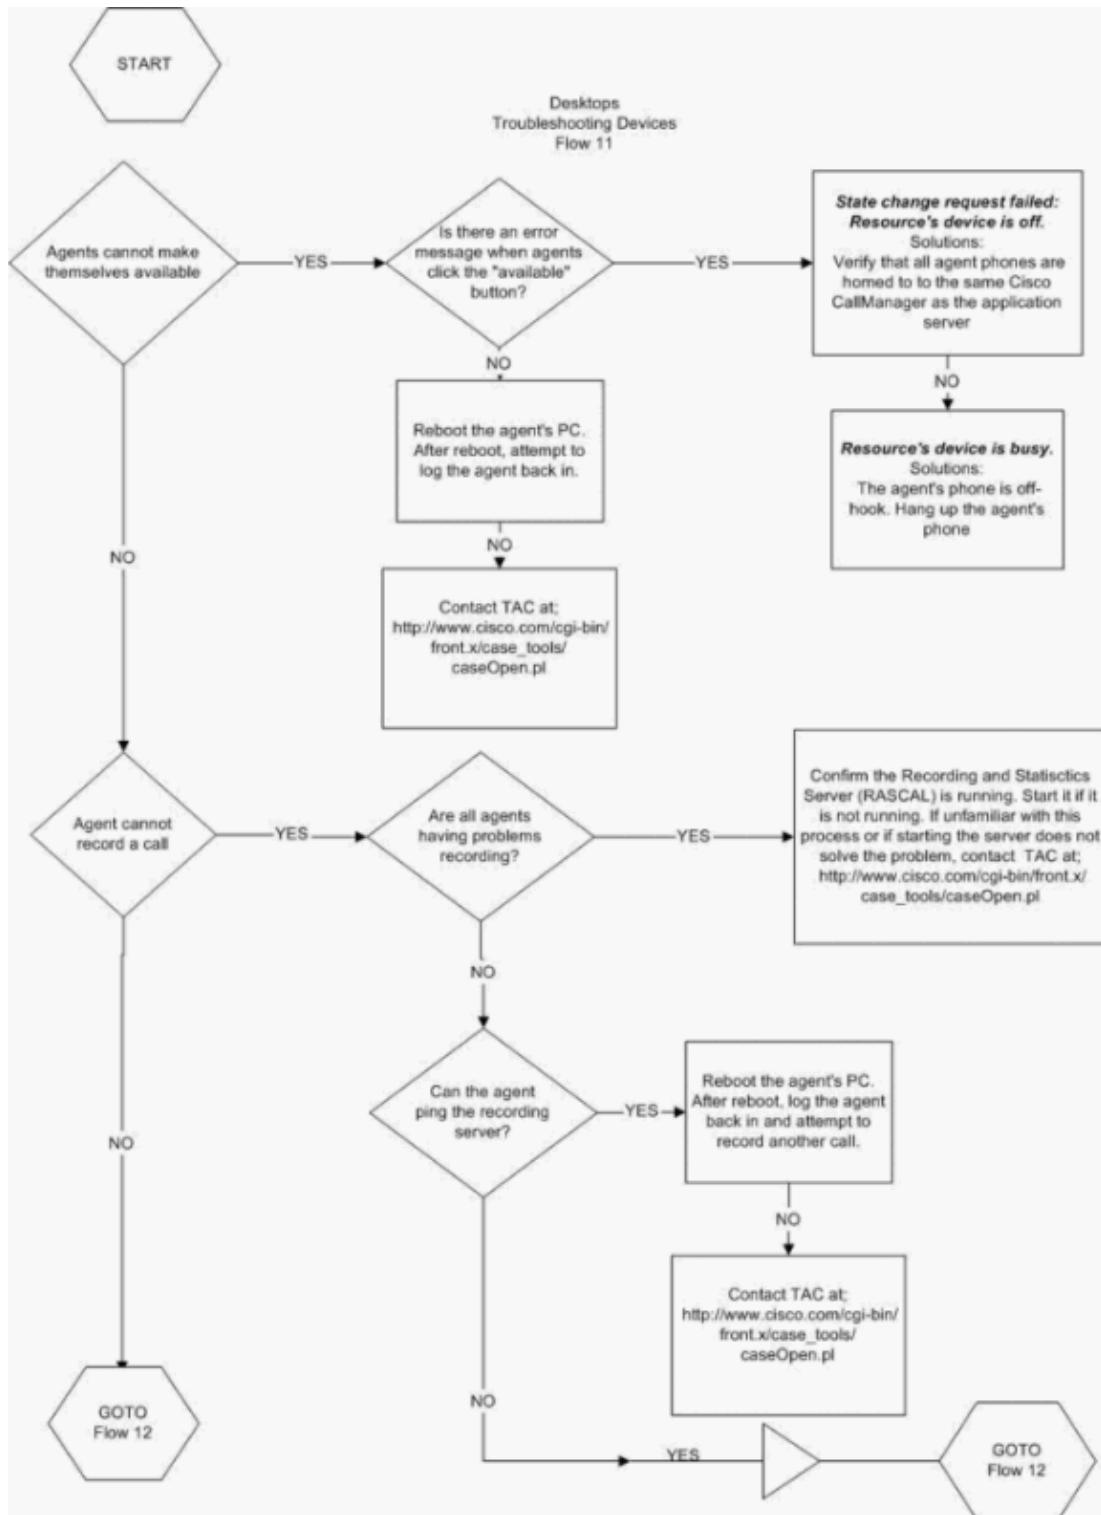 START
Desktops
Troubleshooting Devices
Flow 11
Agents cannot make
themselves available
YES
Is there an error
message when agents
click the "available"
button?
YES
State change request failed:
Resource's device is off.
Solutions:
Verify that all agent phones are
homed to to the same Cisco
CallManager as the application
server
NO
Resource's device is busy.
Solutions:
The agent's phone is off-
hook. Hang up the agent's
phone
NO
Reboot the agent's PC.
After reboot, attempt to
log the agent back in.
NO
Contact TAC at;
http://www.cisco.com/cgi-bin/
front.x/case_tools/
caseOpen.pl
NO
Agent cannot
record a call
YES
Are all agents
having problems
recording?
YES
Confirm the Recording and Statisctics
Server (RASCAL) is running. Start it if it
is not running. If unfamiliar with this
process or if starting the server does not
solve the problem, contact TAC at;
http://www.cisco.com/cgi-bin/front.x/
case_tools/caseOpen.pl
NO
Can the agent
ping the recording
server?
YES
Reboot the agent's PC.
After reboot, log the agent
back in and attempt to
record another call.
NO
Contact TAC at;
http://www.cisco.com/cgi-bin/
front.x/case_tools/
caseOpen.pl
NO
YES
GOTO
Flow 12
NO
GOTO
Flow 12